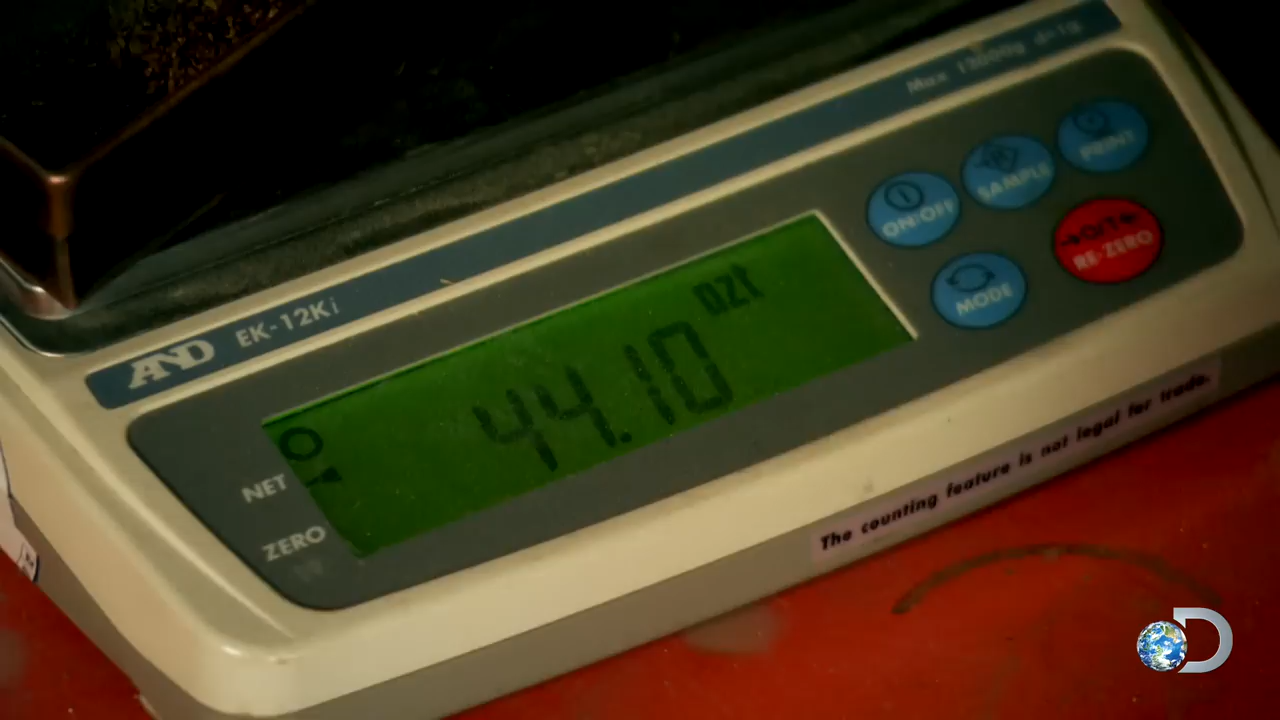 Max 12000g d=1g
AND EK-12Ki
ON:OFF
SAMPLE
PRINT
MODE
→O/T←
RE-ZERO
ozt
44.10
NET
ZERO
The counting feature is not legal for trade.
D